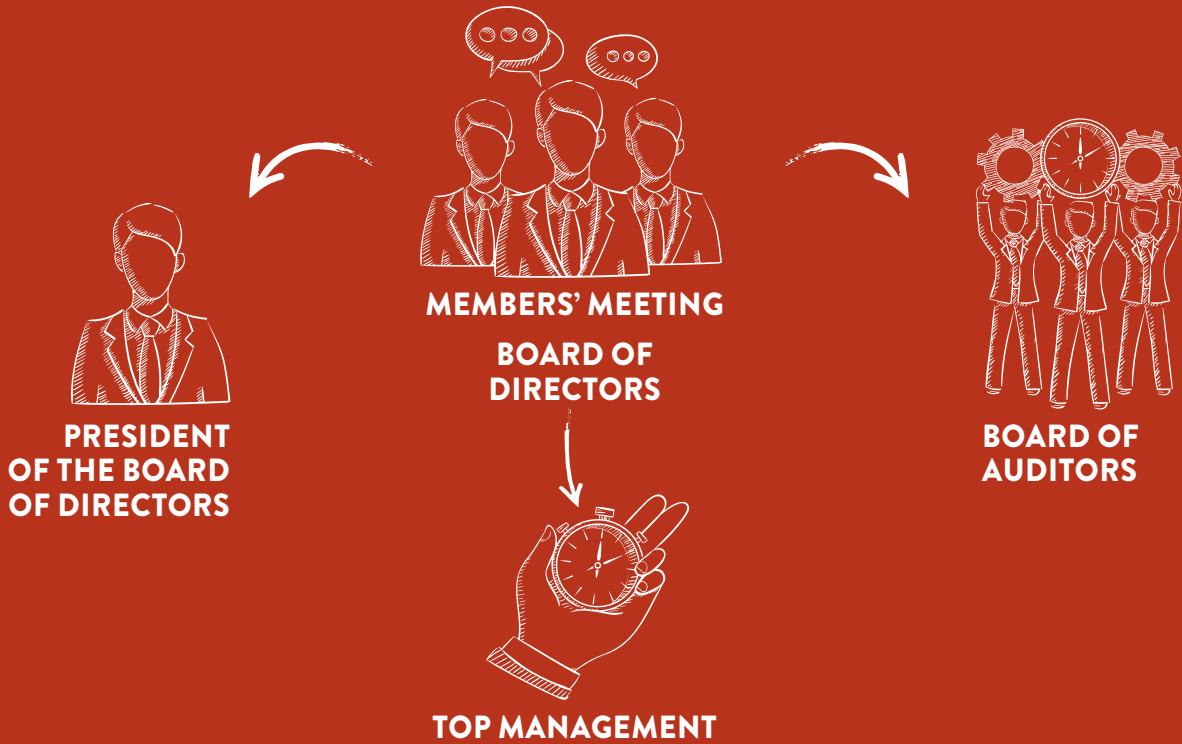 MEMBERS’ MEETING
BOARD OF
DIRECTORS
PRESIDENT
OF THE BOARD
OF DIRECTORS
BOARD OF
AUDITORS
TOP MANAGEMENT